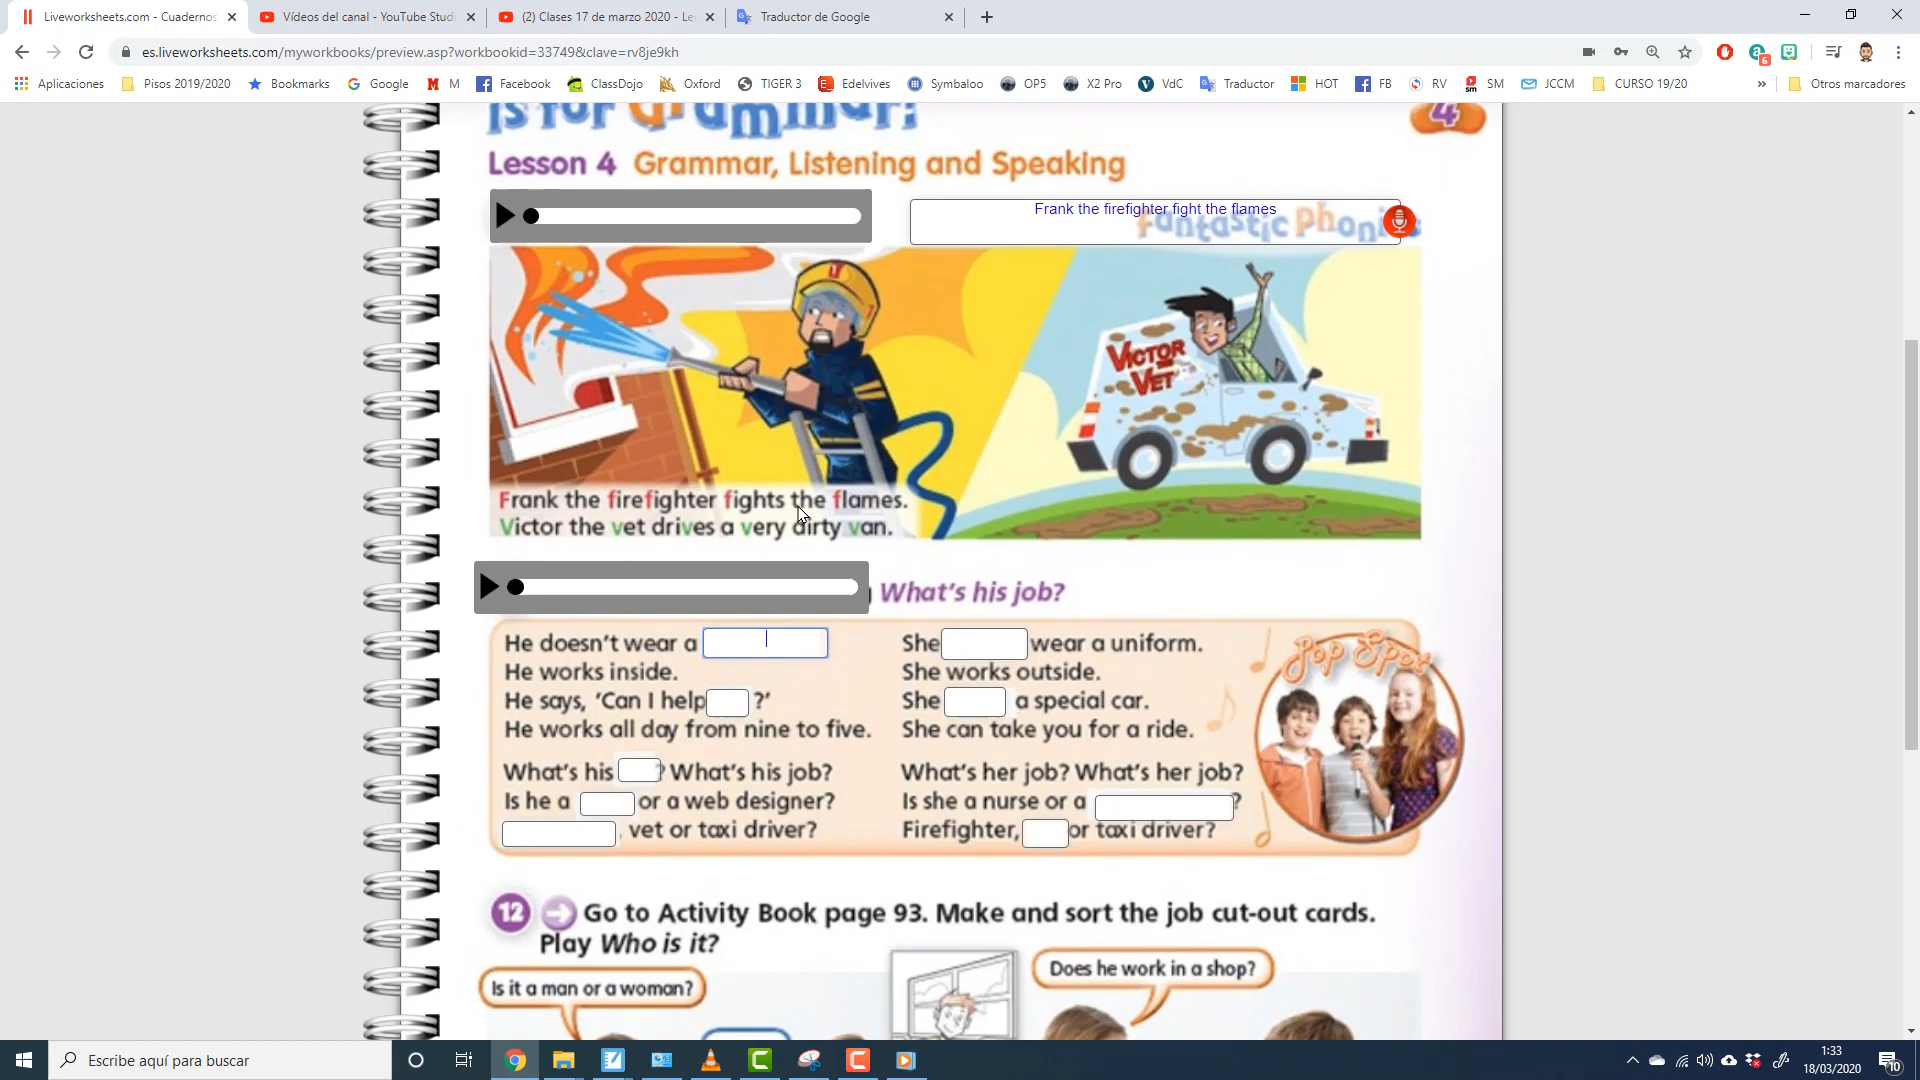 Liveworksheets.com - Cuadernos
Vídeos del canal - YouTube Studi
(2) Clases 17 de marzo 2020 - Le
Traductor de Google
es.liveworksheets.com/myworkbooks/preview.asp?workbookid=33749&clave=rv8je9kh
Aplicaciones
Pisos 2019/2020
Bookmarks
Google
M
Facebook
ClassDojo
Oxford
TIGER 3
Edelvives
Symbaloo
OP5
X2 Pro
VdC
Traductor
HOT
FB
RV
SM
JCCM
CURSO 19/20
»
Otros marcadores
is for Grammar!
4
Lesson 4 Grammar, Listening and Speaking
Frank the firefighter fight the flames
Fantastic Phoni
VICTOR
VET
Frank the firefighter fights the flames.
Victor the vet drives a very dirty van.
What's his job?
He doesn't wear a
He works inside.
He says, 'Can I help ?'
He works all day from nine to five.
What's his ? What's his job?
Is he a or a web designer?
, vet or taxi driver?
She wear a uniform.
She works outside.
She a special car.
She can take you for a ride.
What's her job? What's her job?
Is she a nurse or a ?
Firefighter, or taxi driver?
Pop Spot
12 Go to Activity Book page 93. Make and sort the job cut-out cards.
Play Who is it?
Is it a man or a woman?
Does he work in a shop?
Escribe aquí para buscar
1:33
18/03/2020
10